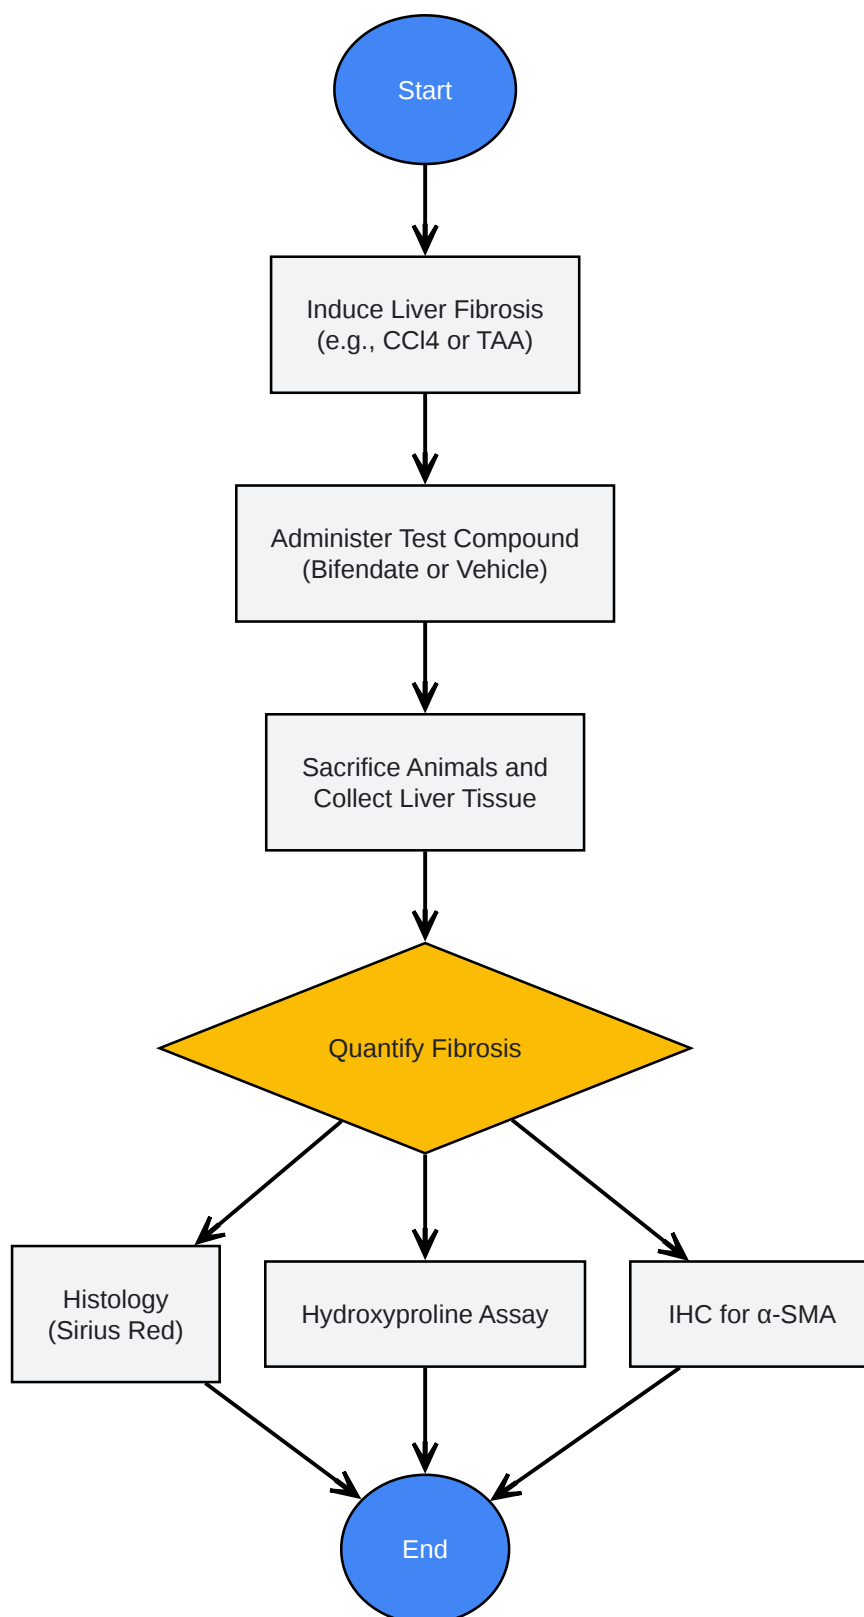 Start
Induce Liver Fibrosis
(e.g., CCl4 or TAA)
Administer Test Compound
(Bifendate or Vehicle)
Sacrifice Animals and
Collect Liver Tissue
Quantify Fibrosis
Histology
(Sirius Red)
Hydroxyproline Assay
IHC for α-SMA
End